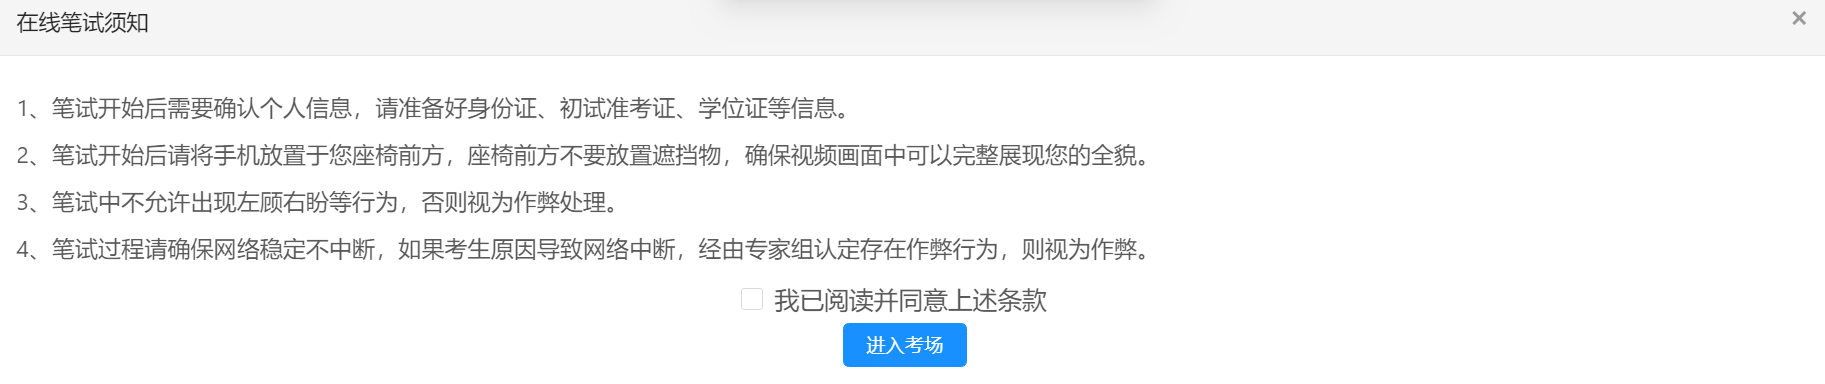 在线笔试须知
×
1、笔试开始后需要确认个人信息，请准备好身份证、初试准考证、学位证等信息。
2、笔试开始后请将手机放置于您座椅前方，座椅前方不要放置遮挡物，确保视频画面中可以完整展现您的全貌。
3、笔试中不允许出现左顾右盼等行为，否则视为作弊处理。
4、笔试过程请确保网络稳定不中断，如果考生原因导致网络中断，经由专家组认定存在作弊行为，则视为作弊。
我已阅读并同意上述条款
进入考场